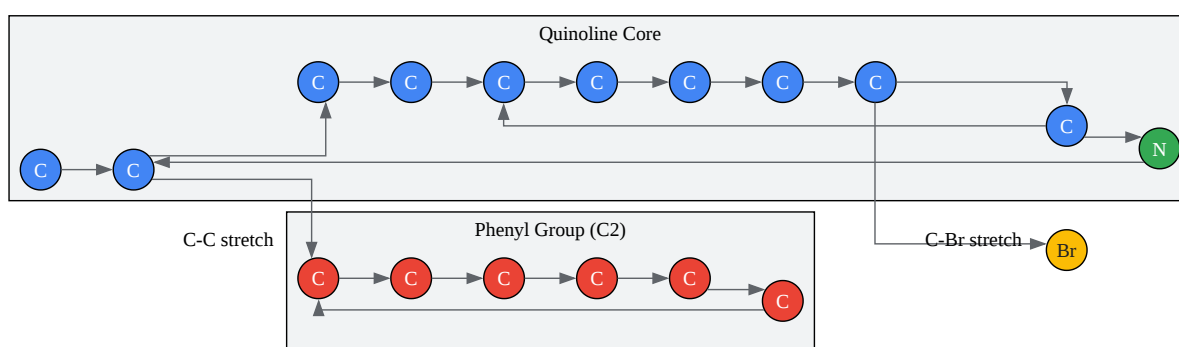 Quinoline Core
C C C C C C C
C
N
C C
C-C stretch
Phenyl Group (C2)
C-Br stretch
Br
C C C C C
C